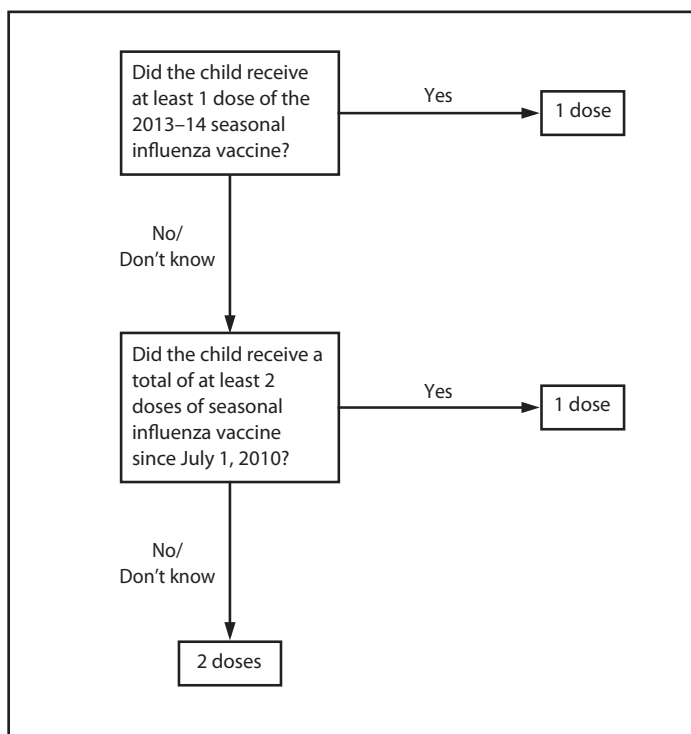 Did the child receive
at least 1 dose of the
2013–14 seasonal
influenza vaccine?
Yes
1 dose
No/
Don't know
Did the child receive a
total of at least 2
doses of seasonal
influenza vaccine
since July 1, 2010?
Yes
1 dose
No/
Don't know
2 doses